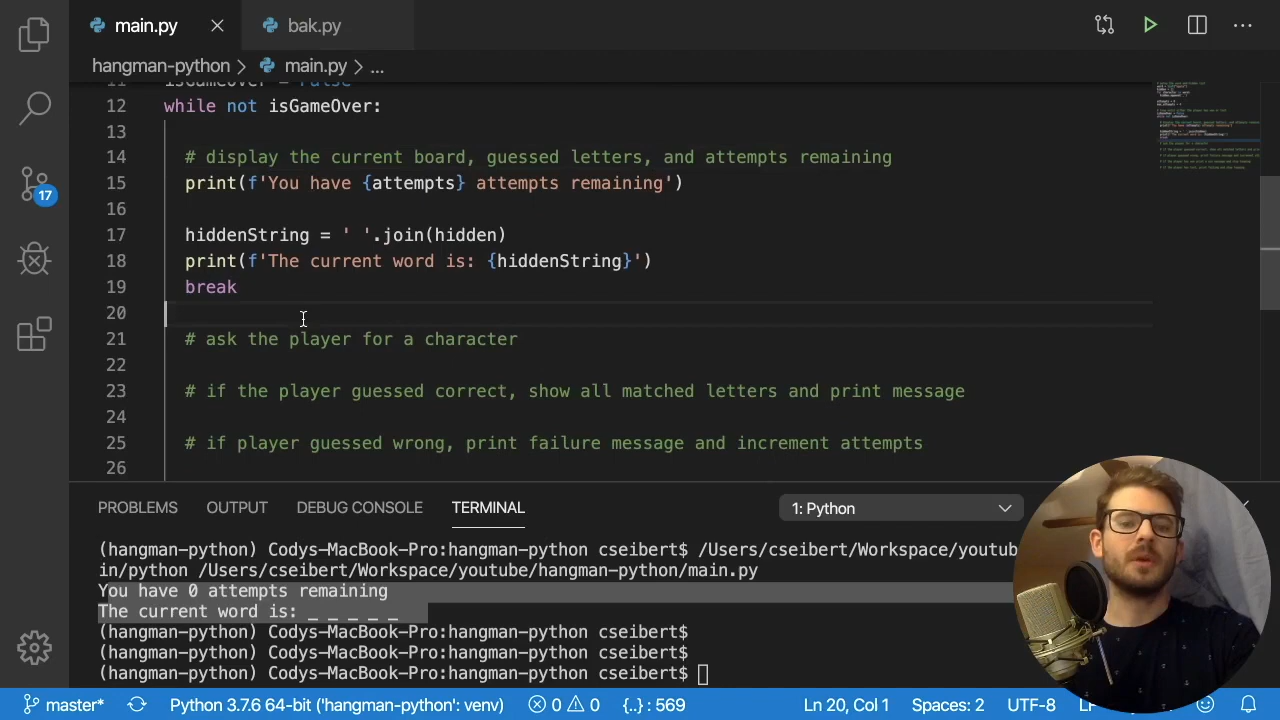 main.py
bak.py
hangman-python > main.py > ...
12 while not isGameOver:
13
14 # display the current board, gussed letters, and attempts remaining
15 print(f'You have {attempts} attempts remaining')
16
17 hiddenString = ' '.join(hidden)
18 print(f'The current word is: {hiddenString}')
19 break
20
21 # ask the player for a character
22
23 # if the player guessed correct, show all matched letters and print message
24
25 # if player guessed wrong, print failure message and increment attempts
26
17
PROBLEMS OUTPUT DEBUG CONSOLE TERMINAL 1: Python
(hangman-python) Codys-MacBook-Pro:hangman-python cseibert$ /Users/cseibert/Workspace/youtub
in/python /Users/cseibert/Workspace/youtube/hangman-python/main.py
You have 0 attempts remaining
The current word is: _ _ _ _ _
(hangman-python) Codys-MacBook-Pro:hangman-python cseibert$
(hangman-python) Codys-MacBook-Pro:hangman-python cseibert$
(hangman-python) Codys-MacBook-Pro:hangman-python cseibert$
master* Python 3.7.6 64-bit ('hangman-python': venv) 0 0 {..} : 569 Ln 20, Col 1 Spaces: 2 UTF-8